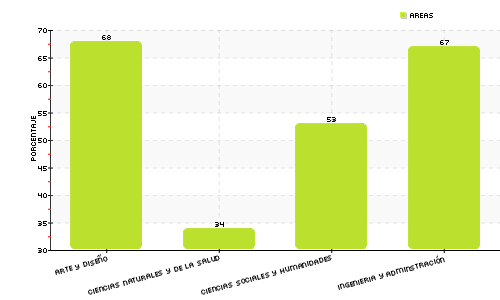 AREAS
PORCENTAJE
70
65
60
55
50
45
40
35
30
68
34
53
67
ARTE Y DISEÑO
CIENCIAS NATURALES Y DE LA SALUD
CIENCIAS SOCIALES Y HUMANIDADES
INGENIERIA Y ADMINSTRACIÓN